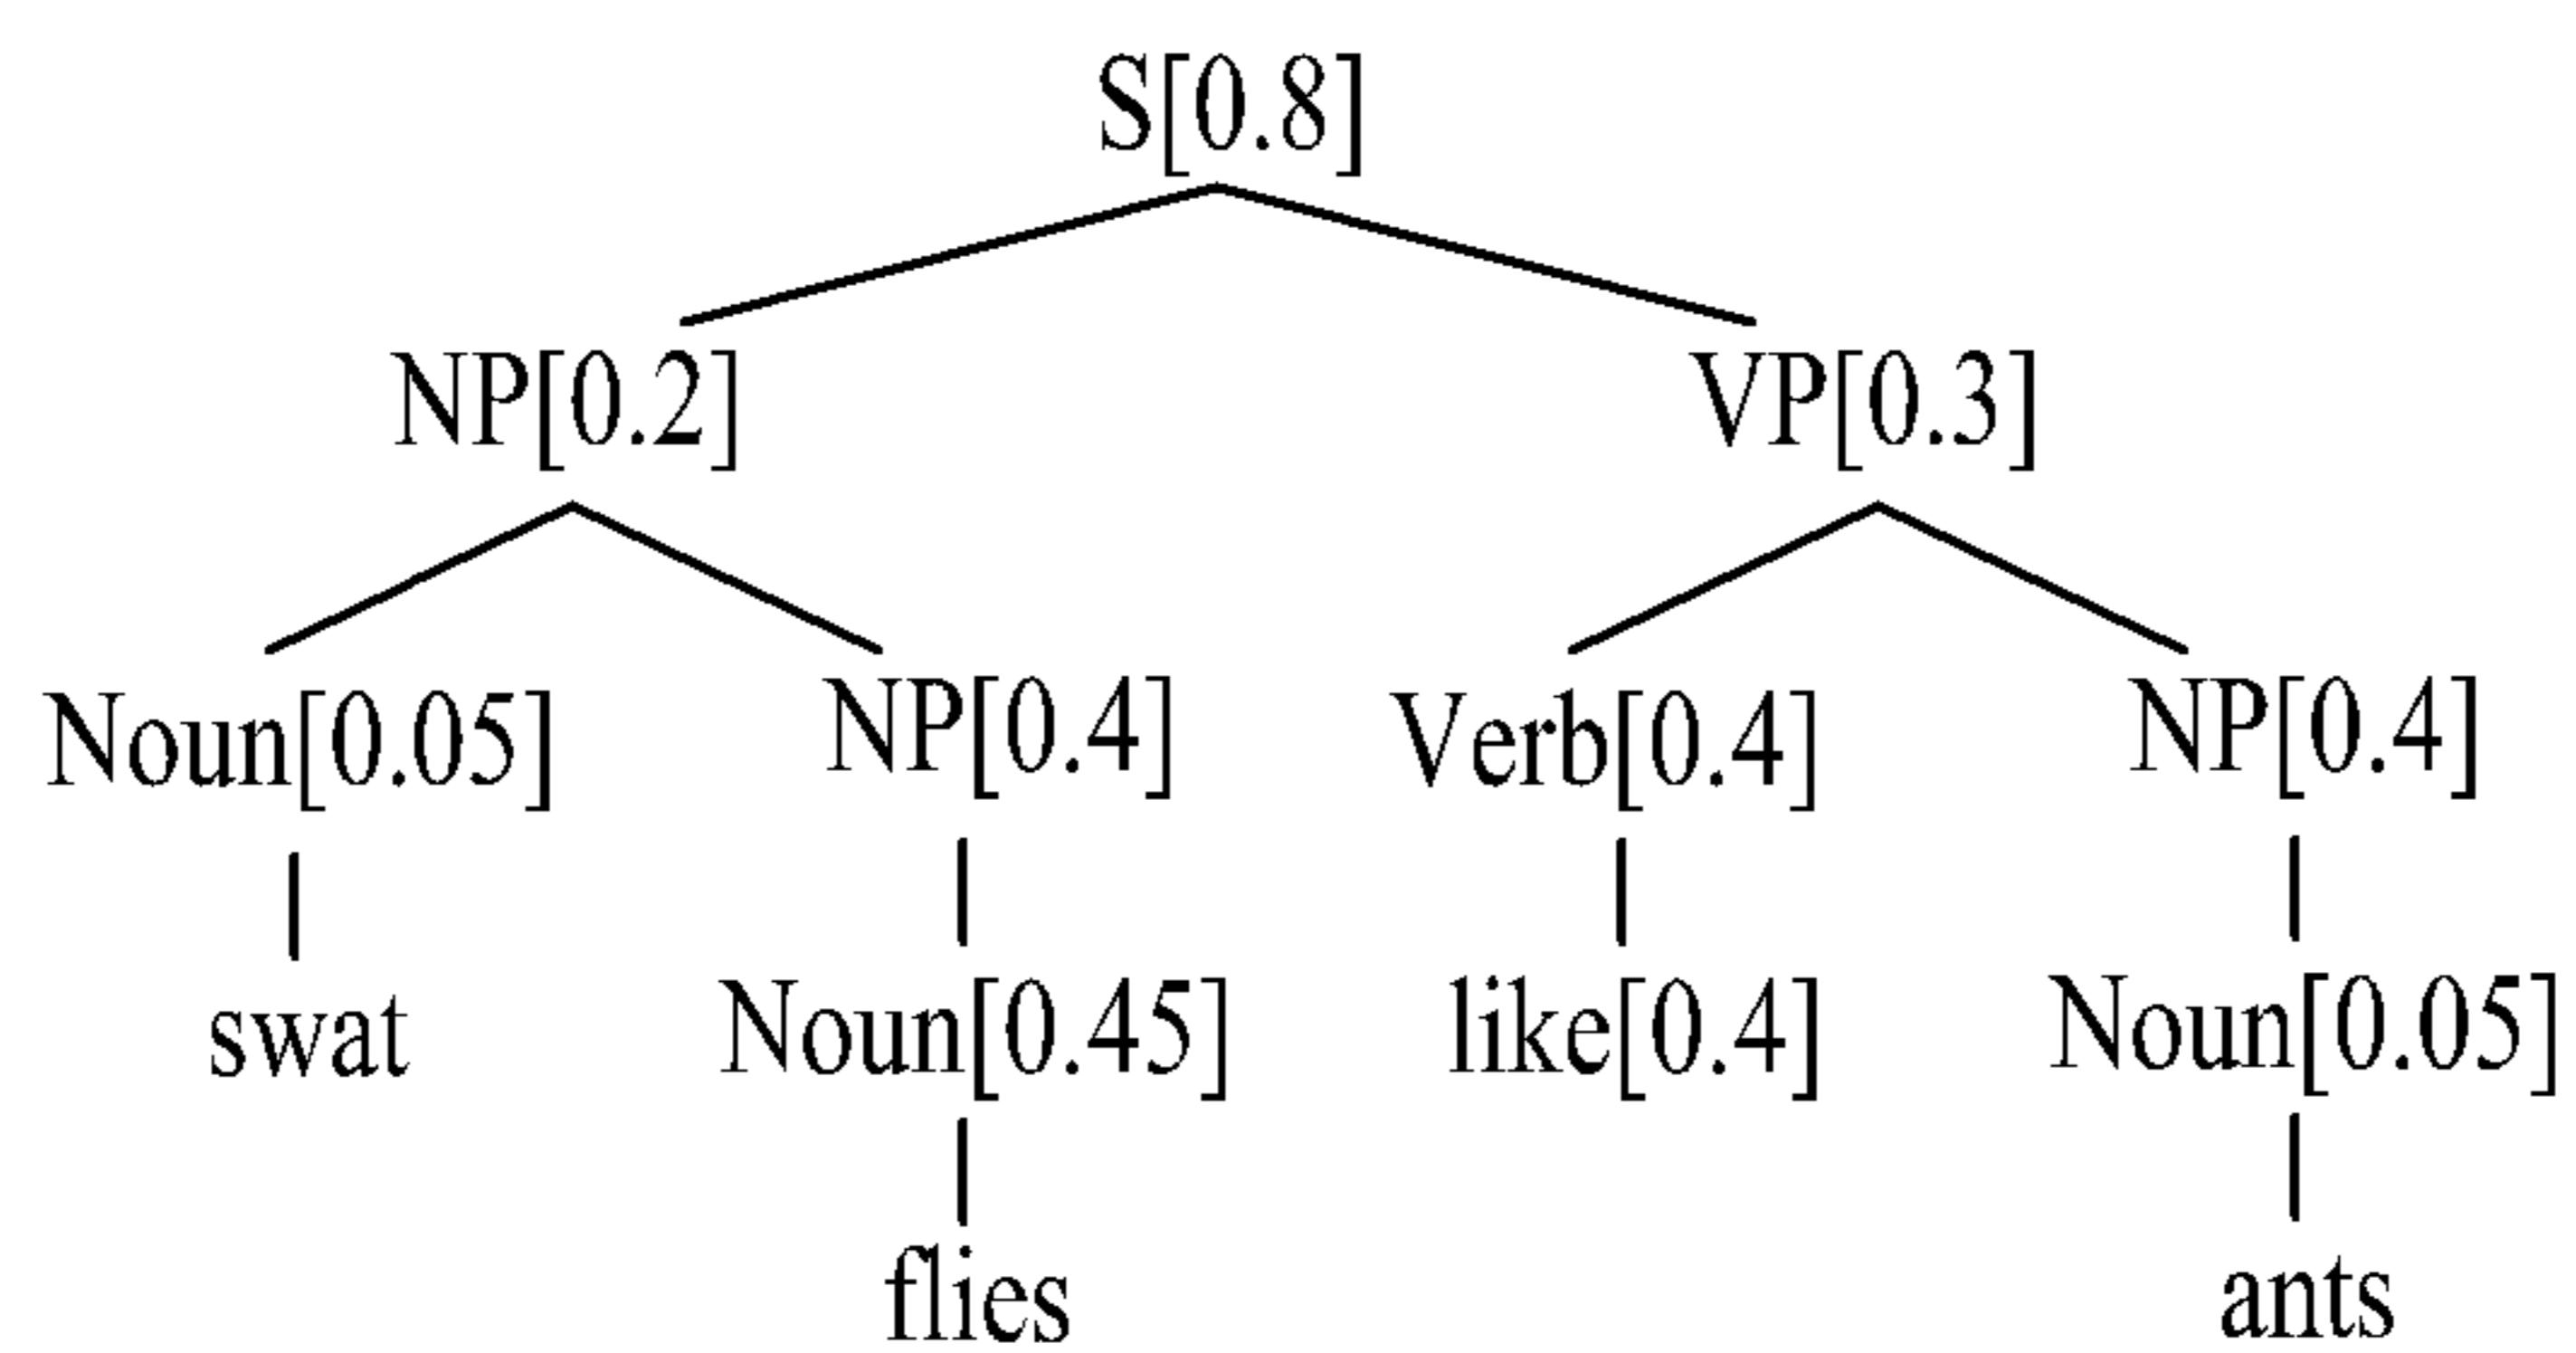 S[0.8]
NP[0.2] VP[0.3]
Noun[0.05] NP[0.4] Verb[0.4] NP[0.4]
swat Noun[0.45] like[0.4] Noun[0.05]
flies ants